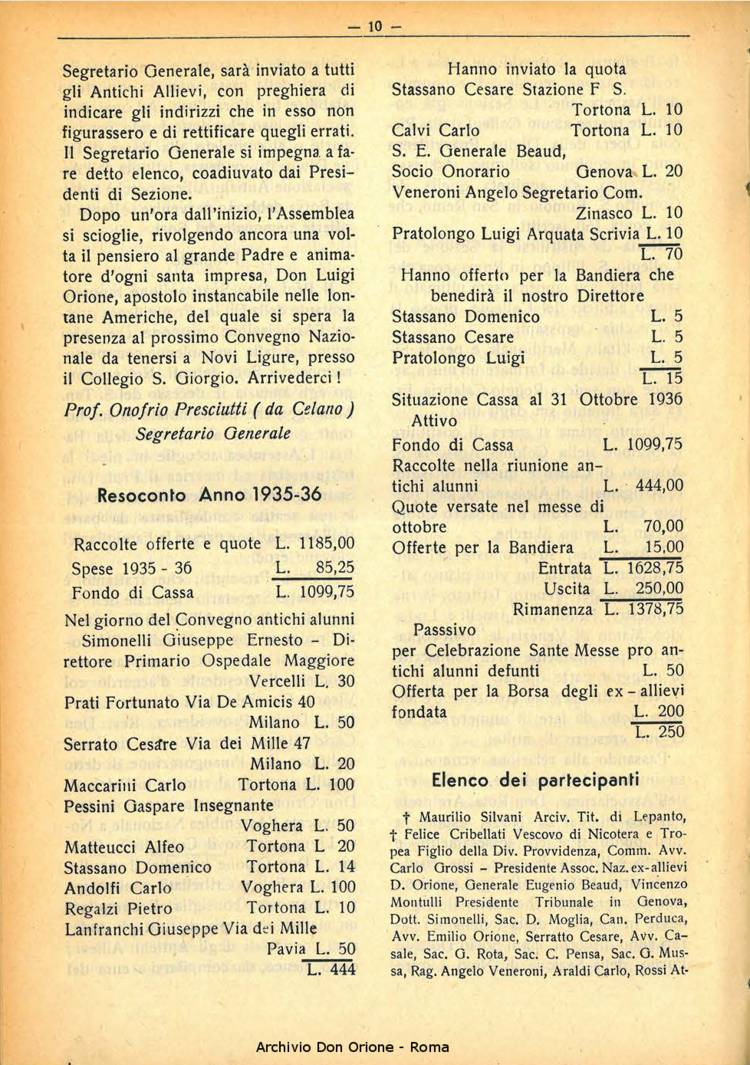 — 10 —
Segretario Generale, sarà inviato a tutti
gli Antichi Allievi, con preghiera di
indicare gli indirizzi che in esso non
figurassero e di rettificare quegli errati.
Il Segretario Generale si impegna a fa-
re detto elenco, coadiuvato dai Presi-
denti di Sezione.
Dopo un'ora dall'inizio, l'Assemblea
si scioglie, rivolgendo ancora una vol-
ta il pensiero al grande Padre e anima-
tore d'ogni santa impresa, Don Luigi
Orione, apostolo instancabile nelle lon-
tane Americhe, del quale si spera la
presenza al prossimo Convegno Nazio-
nale da tenersi a Novi Ligure, presso
il Collegio S. Giorgio. Arrivederci !
Prof. Onofrio Presciutti ( da Celano )
Segretario Generale
Resoconto Anno 1935-36
Raccolte offerte e quote L. 1185,00
Spese 1935 - 36 L. 85,25
Fondo di Cassa L. 1099,75
Nel giorno del Convegno antichi alunni
Simonelli Giuseppe Ernesto - Di-
rettore Primario Ospedale Maggiore
Vercelli L. 30
Prati Fortunato Via De Amicis 40
Milano L. 50
Serrato Cesare Via dei Mille 47
Milano L. 20
Maccarini Carlo Tortona L. 100
Pessini Gaspare Insegnante
Voghera L. 50
Matteucci Alfeo Tortona L 20
Stassano Domenico Tortona L. 14
Andolfi Carlo Voghera L. 100
Regalzi Pietro Tortona L. 10
Lanfranchi Giuseppe Via dei Mille
Pavia L. 50
L. 444
Hanno inviato la quota
Stassano Cesare Stazione F S.
Tortona L. 10
Calvi Carlo Tortona L. 10
S. E. Generale Beaud,
Socio Onorario Genova L. 20
Veneroni Angelo Segretario Com.
Zinasco L. 10
Pratolongo Luigi Arquata Scrivia L. 10
L. 70
Hanno offerto per la Bandiera che
benedirà il nostro Direttore
Stassano Domenico L. 5
Stassano Cesare L. 5
Pratolongo Luigi L. 5
L. 15
Situazione Cassa al 31 Ottobre 1936
Attivo
Fondo di Cassa L. 1099,75
Raccolte nella riunione an-
tichi alunni L. 444,00
Quote versate nel messe di
ottobre L. 70,00
Offerte per la Bandiera L. 15,00
Entrata L. 1628,75
Uscita L. 250,00
Rimanenza L. 1378,75
Passsivo
per Celebrazione Sante Messe pro an-
tichi alunni defunti L. 50
Offerta per la Borsa degli ex - allievi
fondata L. 200
L. 250
Elenco dei partecipanti
† Maurilio Silvani Arciv. Tit. di Lepanto,
† Felice Cribellati Vescovo di Nicotera e Tro-
pea Figlio della Div. Provvidenza, Comm. Avv.
Carlo Grossi - Presidente Assoc. Naz. ex-allievi
D. Orione, Generale Eugenio Beaud, Vincenzo
Montulli Presidente Tribunale in Genova,
Dott. Simonelli, Sac. D. Moglia, Can. Perduca,
Avv. Emilio Orione, Serratto Cesare, Avv. Ca-
sale, Sac. G. Rota, Sac. C. Pensa, Sac. G. Mus-
sa, Rag. Angelo Veneroni, Araldi Carlo, Rossi At-
Archivio Don Orione - Roma